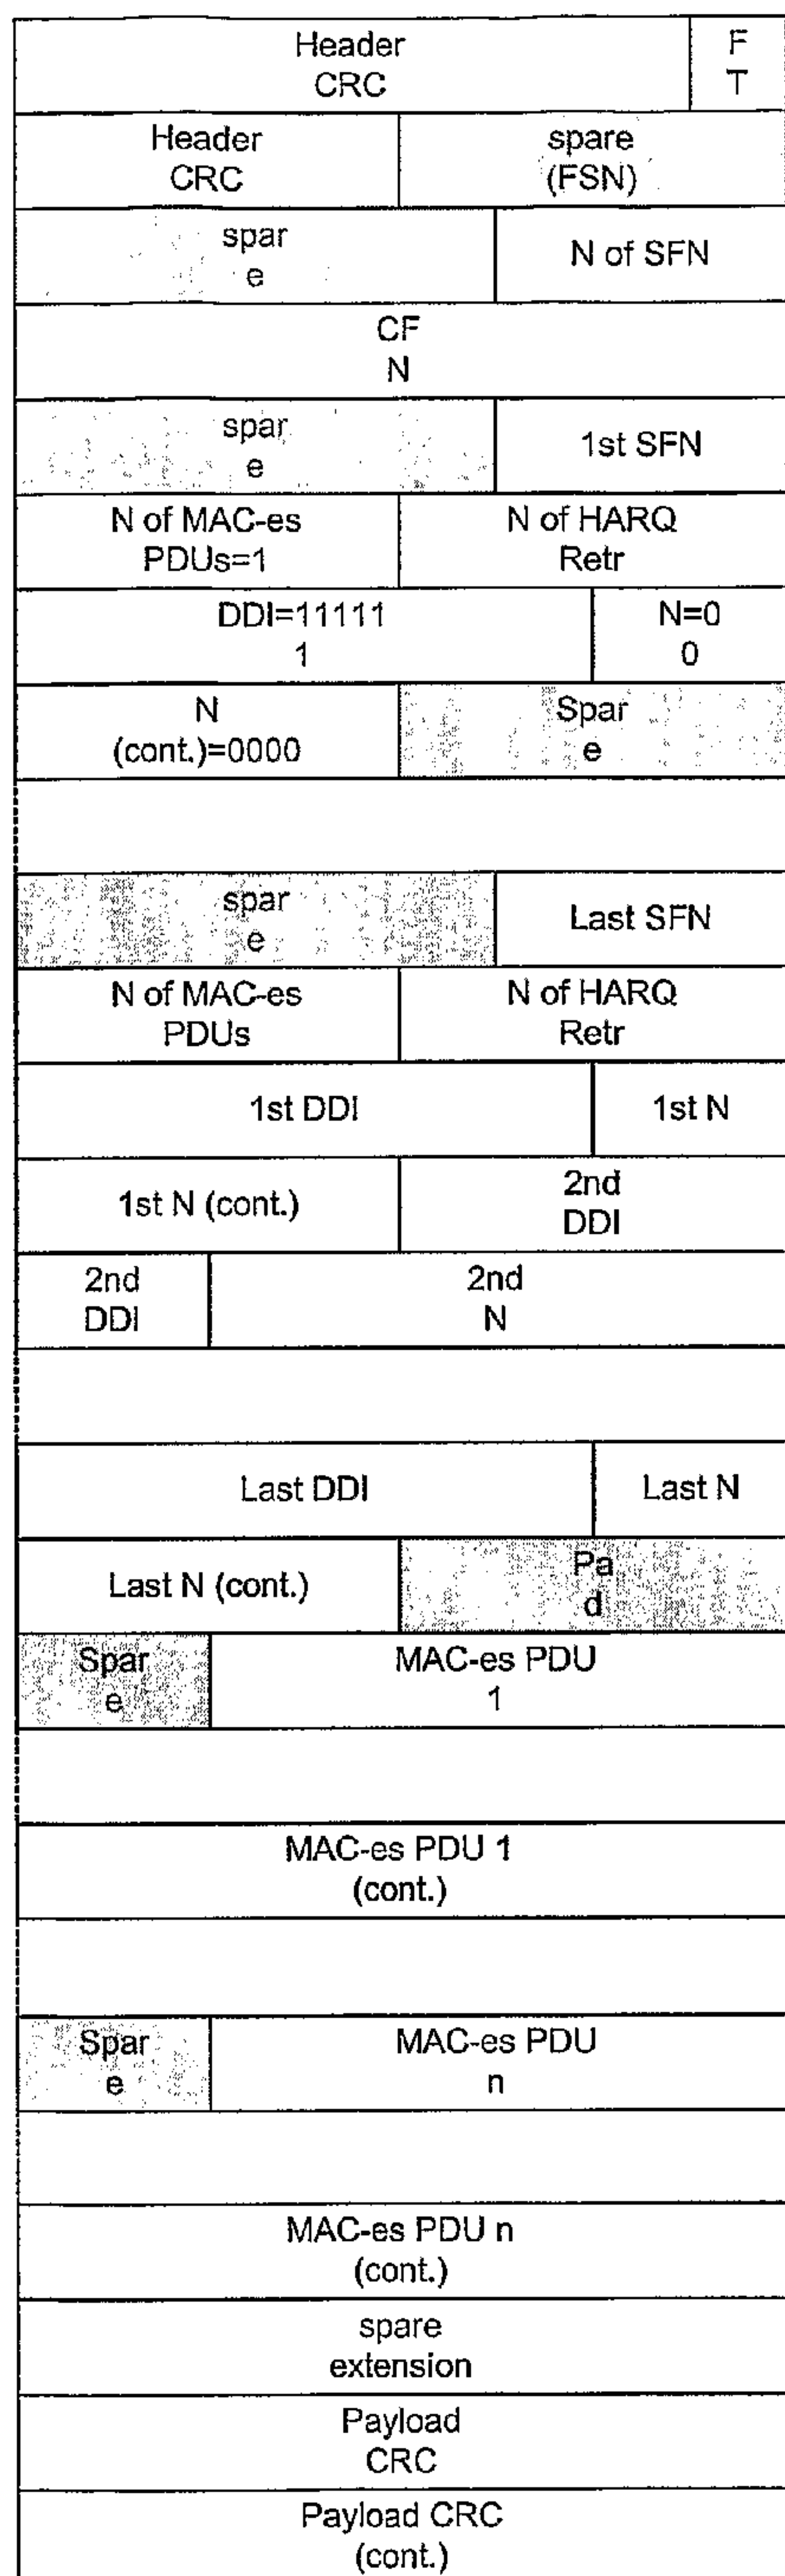 Header
CRC
F
T
Header
CRC
spare
(FSN)
spar
e
N of SFN
CF
N
spar
e
1st SFN
N of MAC-es
PDUs=1
N of HARQ
Retr
DDI=11111
1
N=0
0
N
(cont.)=0000
Spar
e
spar
e
Last SFN
N of MAC-es
PDUs
N of HARQ
Retr
1st DDI
1st N
1st N (cont.)
2nd
DDI
2nd
DDI
2nd
N
Last DDI
Last N
Last N (cont.)
Pa
d
Spar
e
MAC-es PDU
1
MAC-es PDU 1
(cont.)
Spar
e
MAC-es PDU
n
MAC-es PDU n
(cont.)
spare
extension
Payload
CRC
Payload CRC
(cont.)